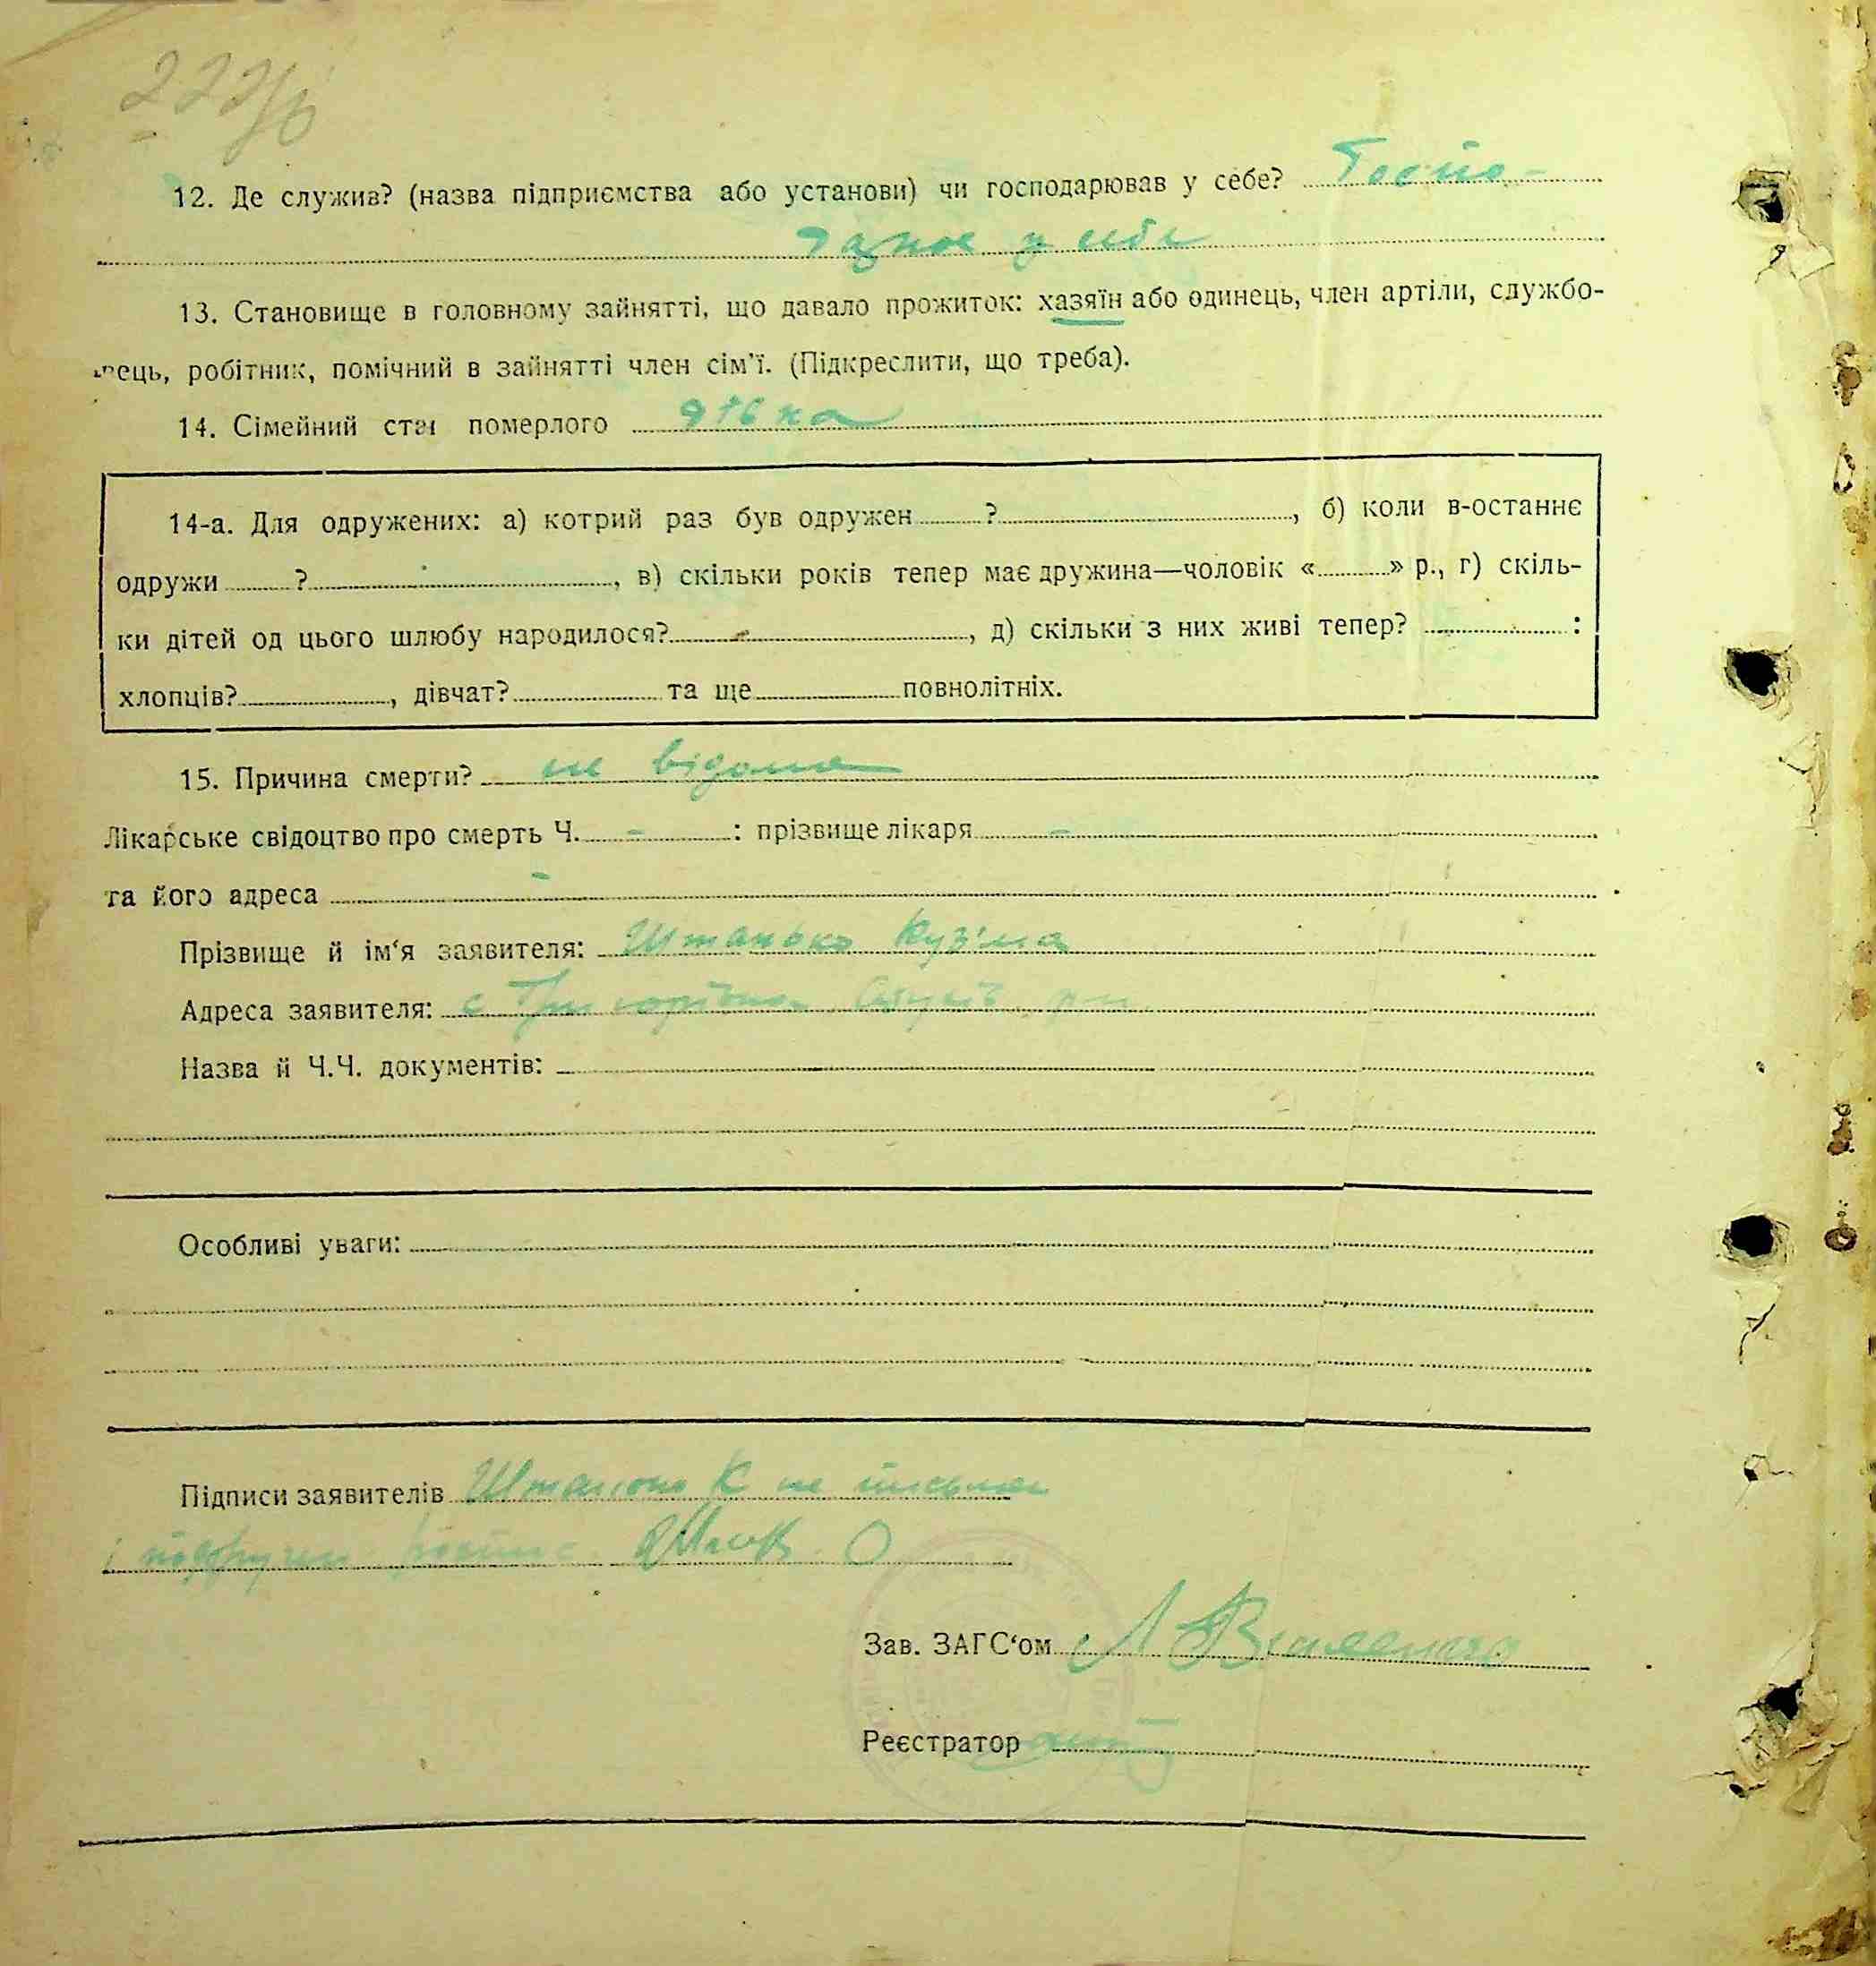 12. Де служив? (назва підприємства або установи) чи господарював у себе? Госпо-
у себе
13. Становище в головному зайнятті, що давало прожиток: хазяїн або одинець, член артіли, службо-
вець, робітник, помічний в зайнятті член сім'ї. (Підкреслити, що треба).
14. Сімейний стан померлого дівка
14-а. Для одружених: а) котрий раз був одружен ?, б) коли в-останнє
одружи ?, в) скільки років тепер має дружина—чоловік « » р., г) скіль-
ки дітей од цього шлюбу народилося? -, д) скільки з них живі тепер? :
хлопців?, дівчат? та ще повнолітніх.
15. Причина смерти? не відома
Лікарське свідоцтво про смерть Ч. - : прізвище лікаря -
та його адреса -
Прізвище й ім'я заявителя: Штанько Кузьма
Адреса заявителя: с
Назва й Ч.Ч. документів:
Особливі уваги:
Підписи заявителів Штанько К не
і
Зав. ЗАГС'ом
Реєстратор